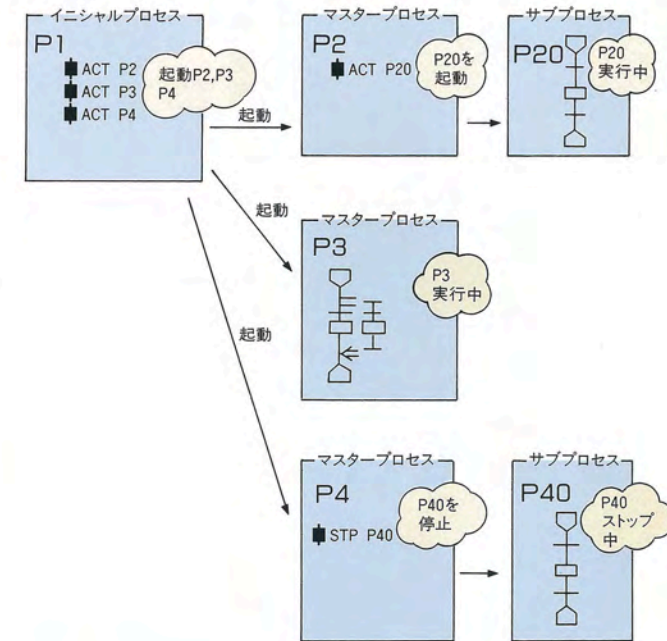 イニシャルプロセス
P1
ACT P2
ACT P3
ACT P4
起動P2,P3
P4
起動
マスタープロセス
P2
ACT P20
P20を
起動
サブプロセス
P20
P20
実行中
起動
マスタープロセス
P3
P3
実行中
起動
マスタープロセス
P4
STP P40
P40を
停止
サブプロセス
P40
P40
ストップ
中